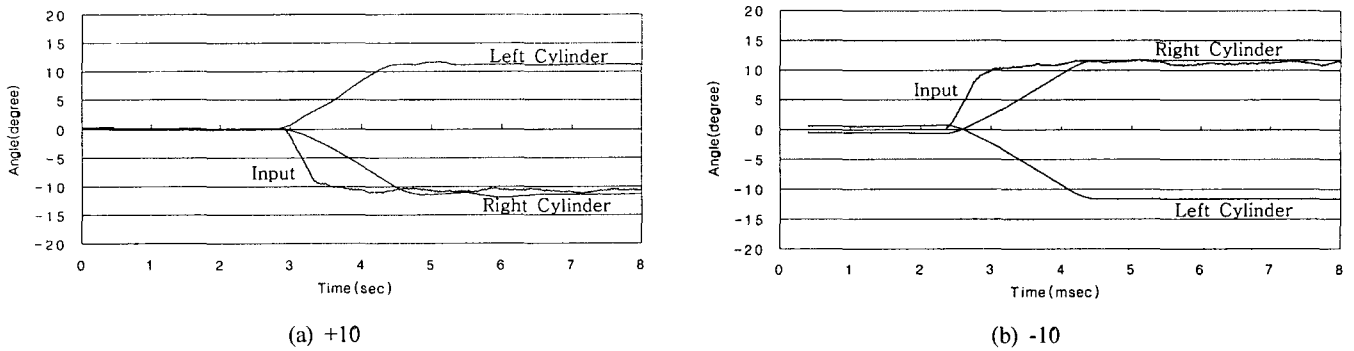 20
15
10
5
0
-5
-10
-15
-20
Angle(degree)
Left Cylinder
Input
Right Cylinder
0 1 2 3 4 5 6 7 8
Time(sec)
(a) +10
20
15
10
5
0
-5
-10
-15
-20
Angle(degree)
Right Cylinder
Input
Left Cylinder
0 1 2 3 4 5 6 7 8
Time(msec)
(b) -10